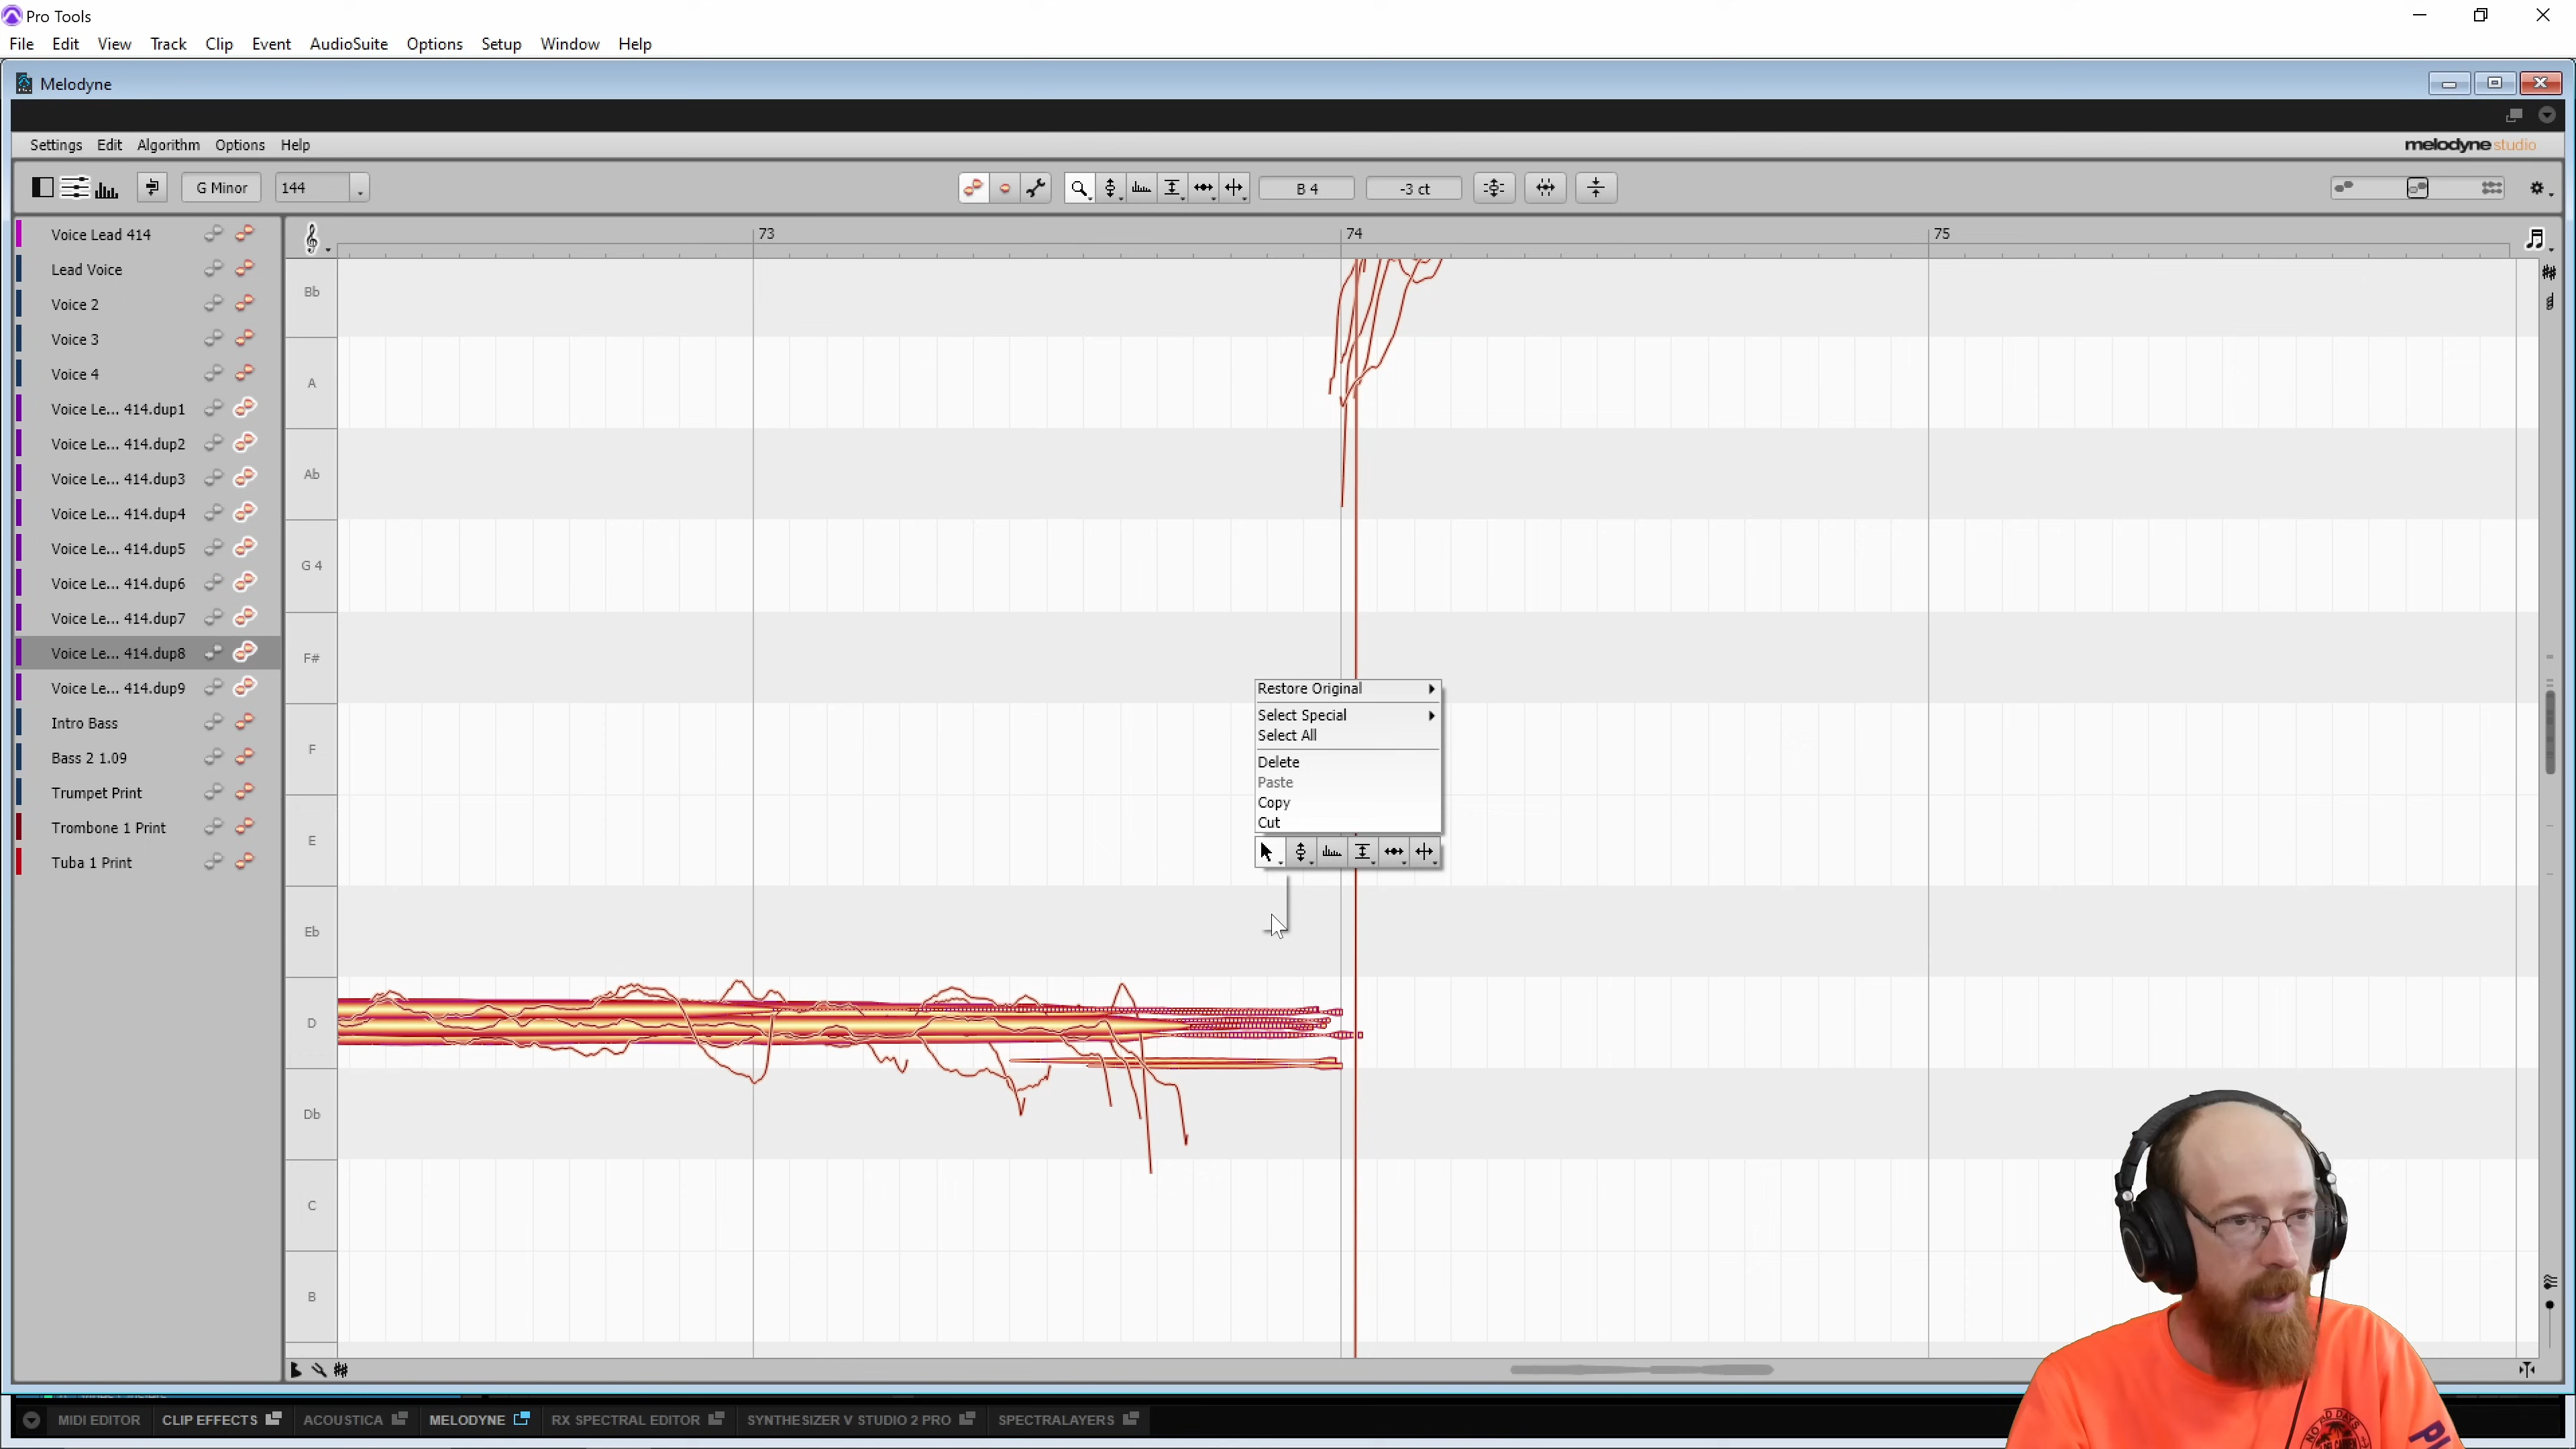 Pro Tools
File Edit View Track Clip Event AudioSuite Options Setup Window Help
Melodyne
Settings Edit Algorithm Options Help
melodyne studio
G Minor 144 B 4 -3 ct
73 74 75
Voice Lead 414
Lead Voice
Voice 2
Voice 3
Voice 4
Voice Le... 414.dup1
Voice Le... 414.dup2
Voice Le... 414.dup3
Voice Le... 414.dup4
Voice Le... 414.dup5
Voice Le... 414.dup6
Voice Le... 414.dup7
Voice Le... 414.dup8
Voice Le... 414.dup9
Intro Bass
Bass 2 1.09
Trumpet Print
Trombone 1 Print
Tuba 1 Print
Bb
A
Ab
G 4
F#
F
E
Eb
D
Db
C
B
Restore Original
Select Special
Select All
Delete
Paste
Copy
Cut
MIDI EDITOR CLIP EFFECTS ACOUSTICA MELODYNE RX SPECTRAL EDITOR SYNTHESIZER V STUDIO 2 PRO SPECTRALAYERS